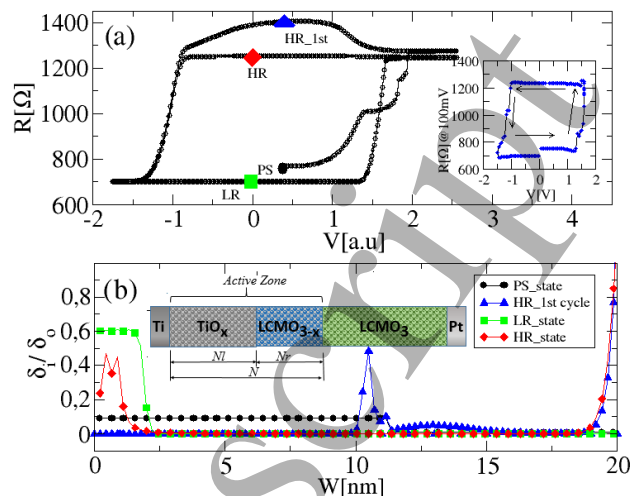 (a)
HR_1st
HR
PS
LR
R[Ω]
1400
1200
1000
800
600
-2
-1
0
1
2
3
4
V[a.u]
R[Ω]@100mV
1400
1200
1000
800
600
-2
-1
0
1
2
V[V]
(b)
Active Zone
Ti
TiOx
LCMO3-x
LCMO3
Pt
Nl
Nr
N
PS_state
HR_1st cycle
LR_state
HR_state
δi/δo
0,8
0,6
0,4
0,2
0
0
5
10
15
20
W[nm]
script